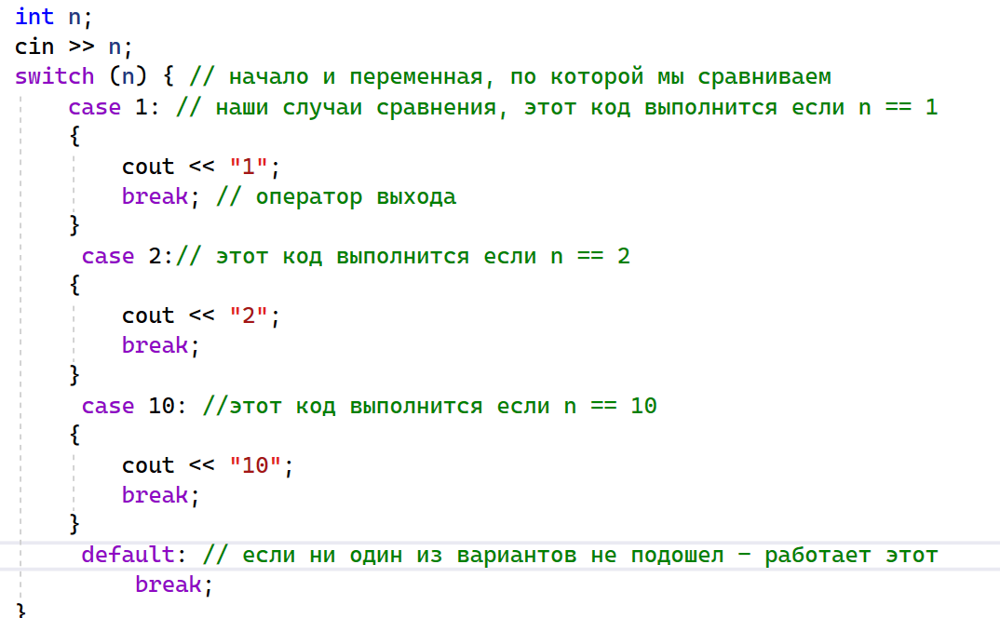 int n;
cin >> n;
switch (n) { // начало и переменная, по которой мы сравниваем
case 1: // наши случаи сравнения, этот код выполнится если n == 1
{
cout << "1";
break; // оператор выхода
}
case 2:// этот код выполнится если n == 2
{
cout << "2";
break;
}
case 10: //этот код выполнится если n == 10
{
cout << "10";
break;
}
default: // если ни один из вариантов не подошел - работает этот
break;
}